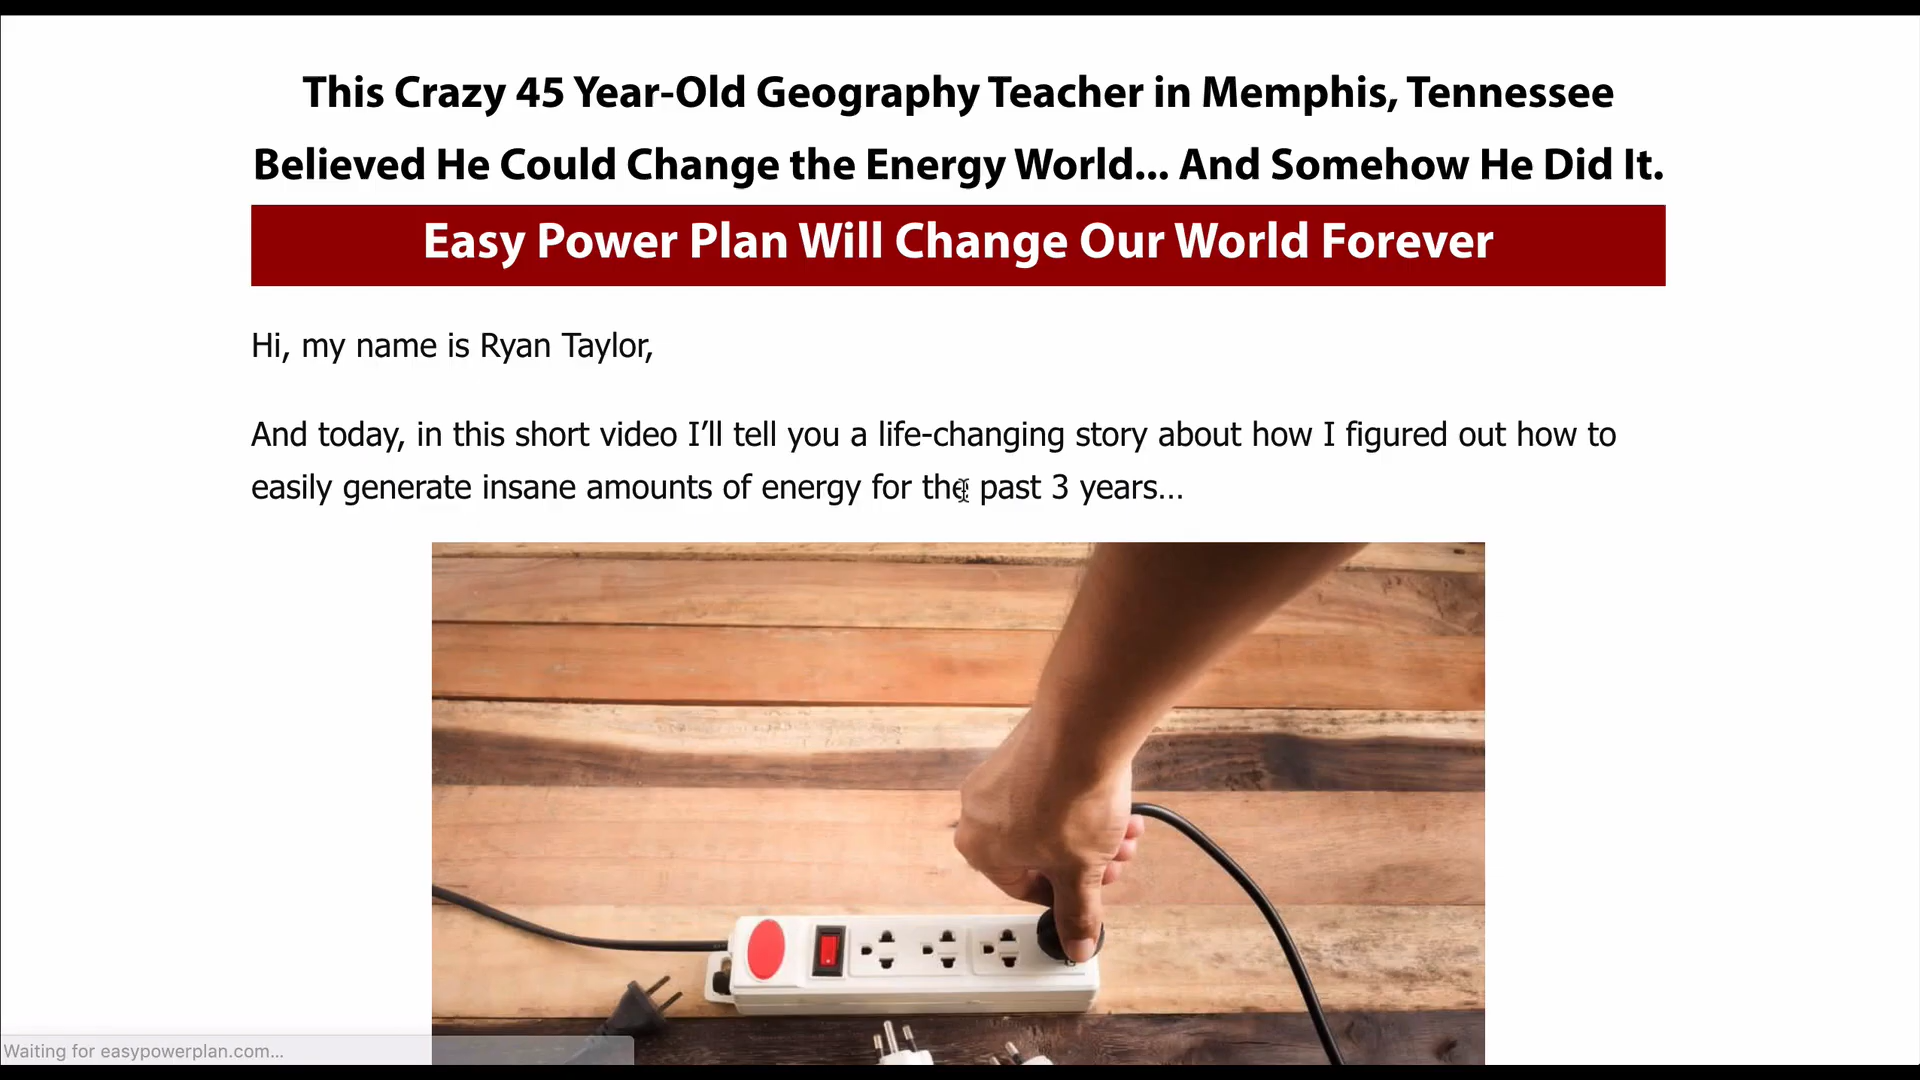 This Crazy 45 Year-Old Geography Teacher in Memphis, Tennessee
Believed He Could Change the Energy World... And Somehow He Did It.
Easy Power Plan Will Change Our World Forever
Hi, my name is Ryan Taylor,
And today, in this short video I’ll tell you a life-changing story about how I figured out how to
easily generate insane amounts of energy for the past 3 years...
Waiting for easypowerplan.com...